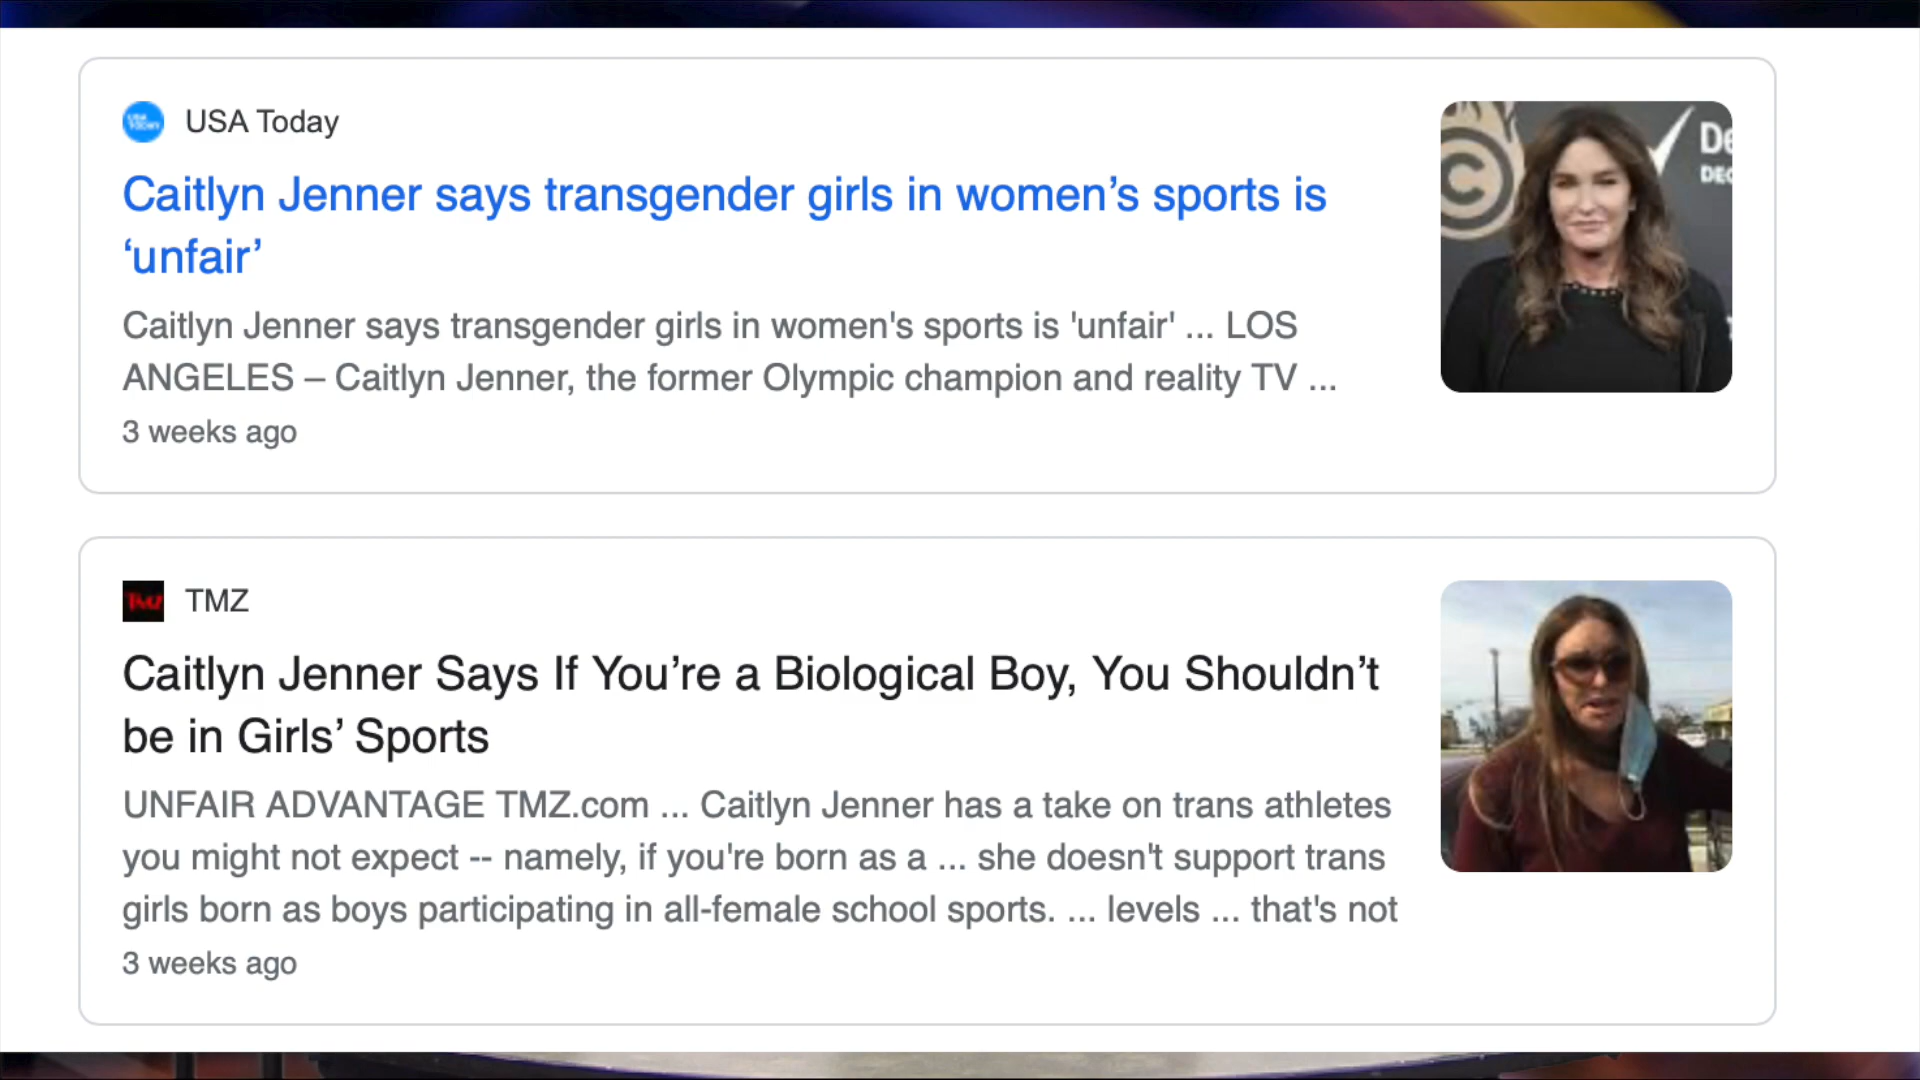 USA Today
Caitlyn Jenner says transgender girls in women’s sports is
‘unfair’
Caitlyn Jenner says transgender girls in women's sports is 'unfair' ... LOS
ANGELES – Caitlyn Jenner, the former Olympic champion and reality TV ...
3 weeks ago
C
De
DEC
TMZ
TMZ
Caitlyn Jenner Says If You’re a Biological Boy, You Shouldn’t
be in Girls’ Sports
UNFAIR ADVANTAGE TMZ.com ... Caitlyn Jenner has a take on trans athletes
you might not expect -- namely, if you're born as a ... she doesn't support trans
girls born as boys participating in all-female school sports. ... levels ... that's not
3 weeks ago